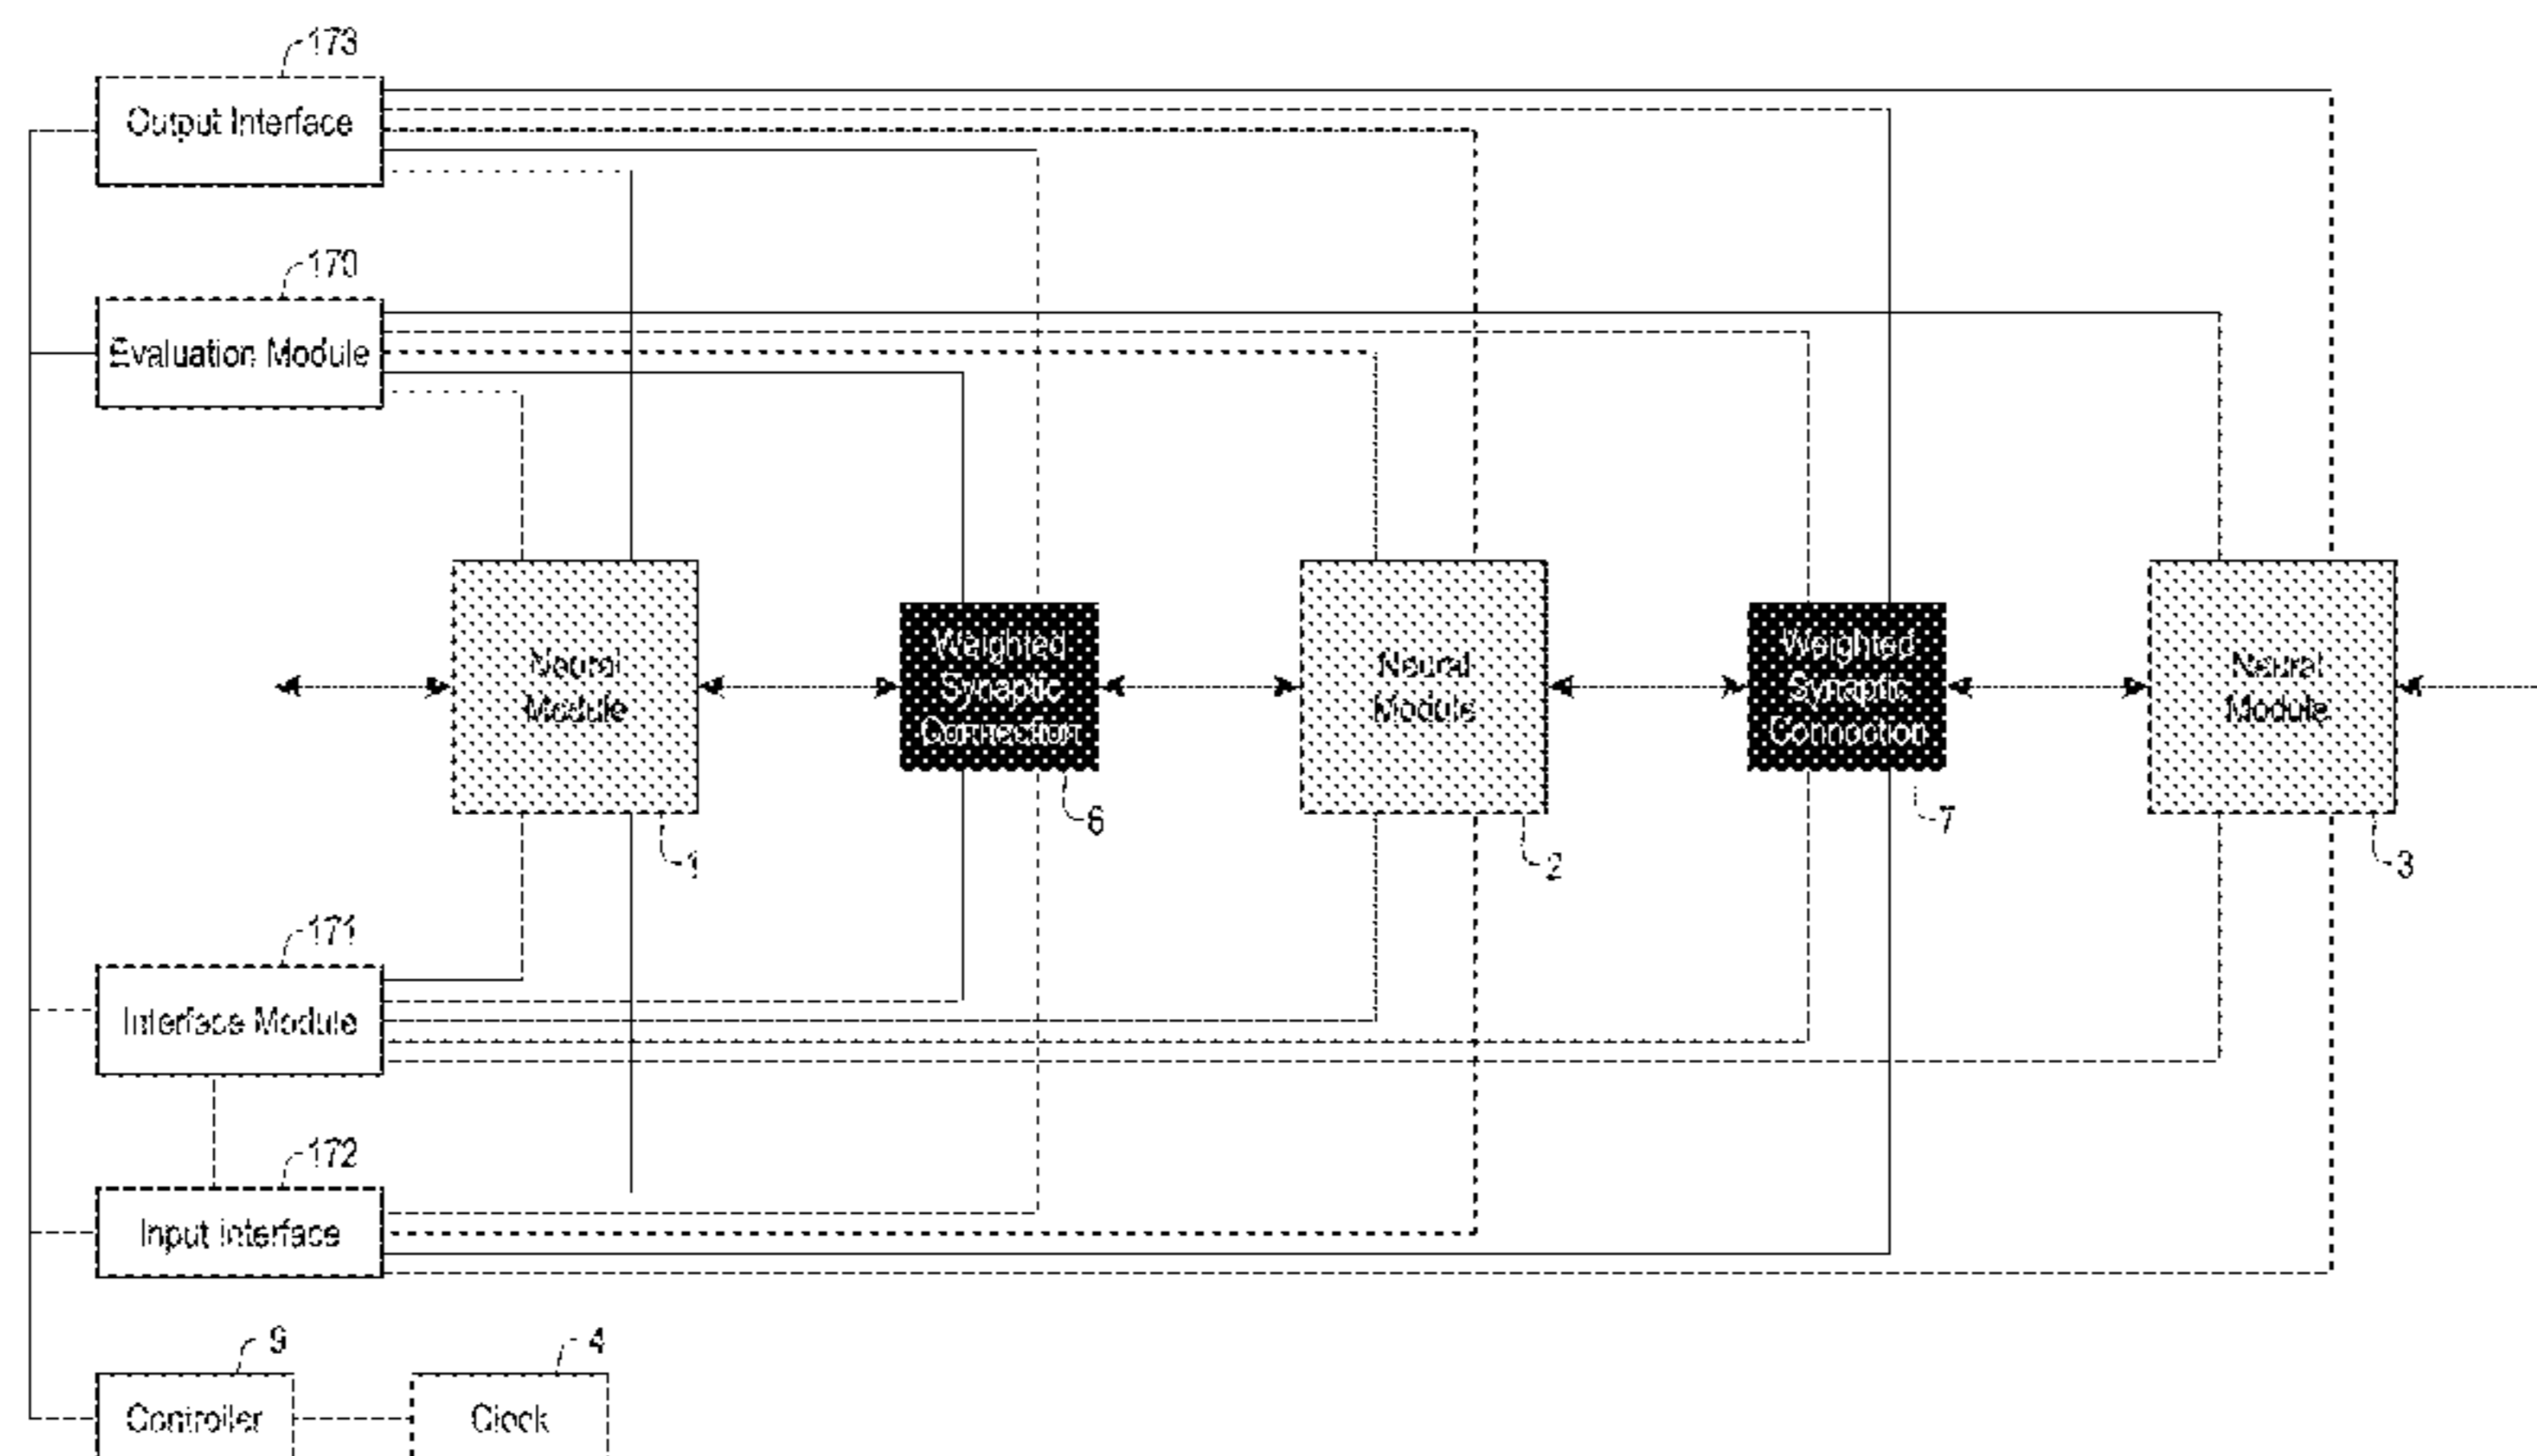 173
Output Interface
170
Evaluation Module
Neural
Module
1
Weighted
Synaptic
Connection
6
Neural
Module
2
Weighted
Synaptic
Connection
7
Neural
Module
3
171
Interface Module
172
Input interface
9
Controller
4
Clock